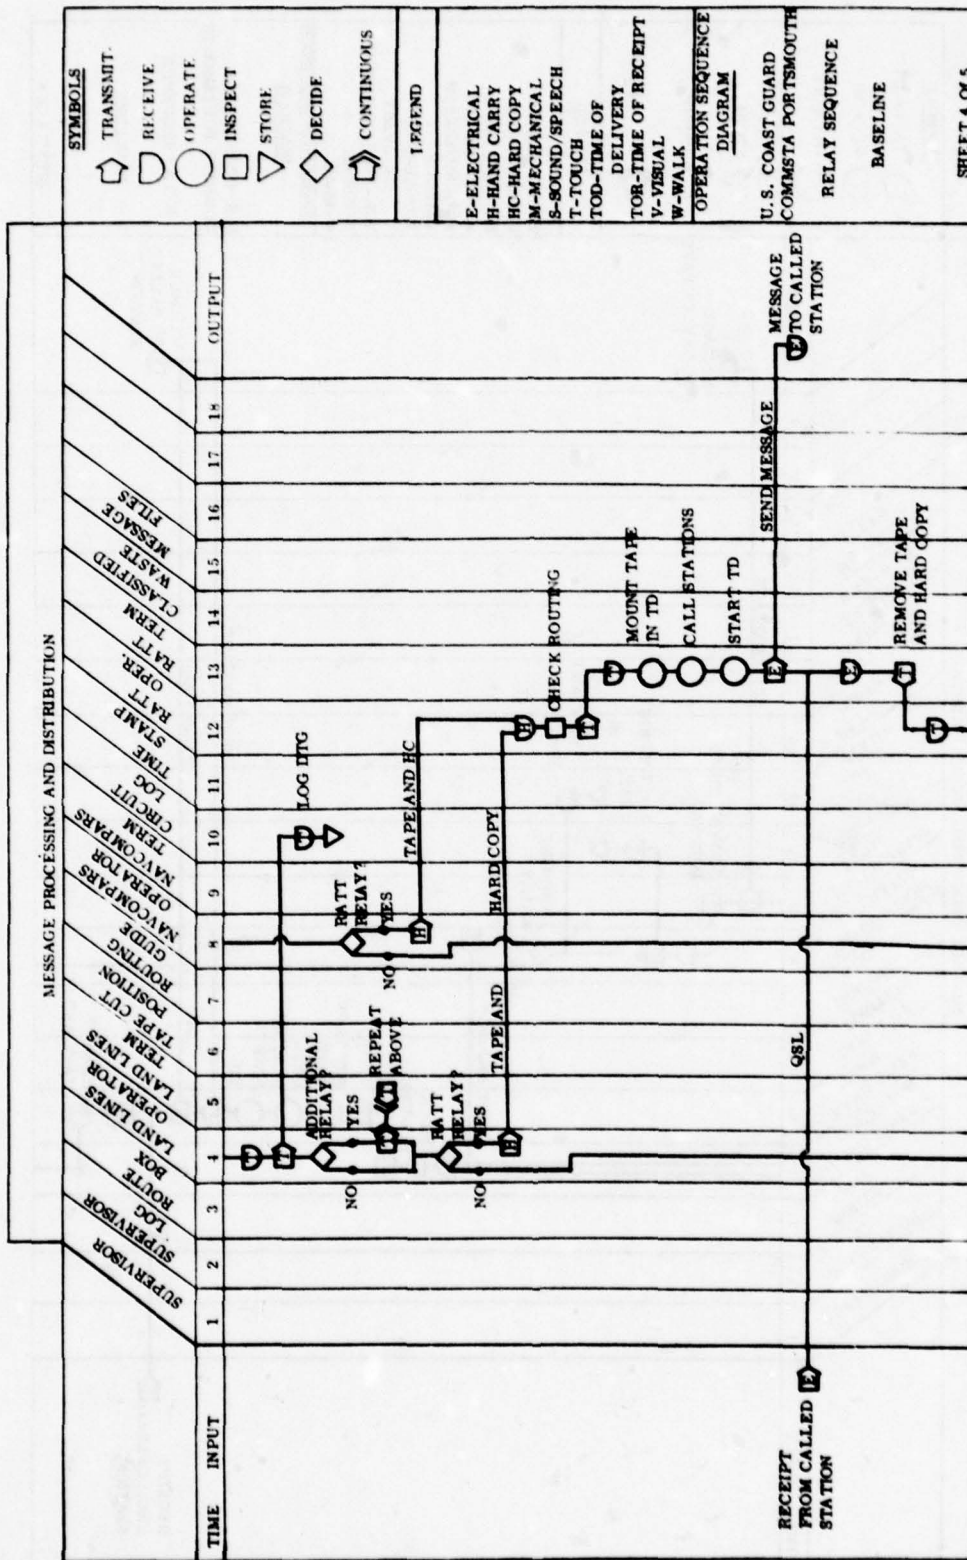 MESSAGE PROCESSING AND DISTRIBUTION
SUPERVISOR
SUPERVISOR
LOG
ROUTE
BOX
LAND LINES
OPERATOR
LAND LINES
TERM
TAPE CUT
POSITION
ROUTING
GUIDE
NAVCOMPARS
OPERATOR
NAVCOMPARS
TERM
CIRCUIT
LOG
TIME
STAMP
RATT
OPER.
RATT
TERM
CLASSIFIED
WASTE
MESSAGE
FILES
TIME INPUT 1 2 3 4 5 6 7 8 9 10 11 12 13 14 15 16 17 18 OUTPUT
T
T
T
LOG DTG
ADDITIONAL
RELAY?
NO
YES
T
T
REPEAT
ABOVE
RATT
RELAY?
NO
YES
H
TAPE AND HC
RATT
RELAY?
NO
YES
H
TAPE AND HARD COPY
H
CHECK ROUTING
T
T
MOUNT TAPE
IN TD
CALL STATIONS
START TD
E
SEND MESSAGE
E
MESSAGE
TO CALLED
STATION
RECEIPT
FROM CALLED
STATION
E
QSL
E
T
REMOVE TAPE
AND HARD COPY
T
SYMBOLS
TRANSMIT
RECEIVE
OPERATE
INSPECT
STORE
DECIDE
CONTINUOUS
LEGEND
E-ELECTRICAL
H-HAND CARRY
HC-HARD COPY
M-MECHANICAL
S-SOUND/SPEECH
T-TOUCH
TOD-TIME OF
DELIVERY
TOR-TIME OF RECEIPT
V-VISUAL
W-WALK
OPERATION SEQUENCE
DIAGRAM
U.S. COAST GUARD
COMMSTA PORTSMOUTH
RELAY SEQUENCE
BASELINE
SHEET 4 OF 5